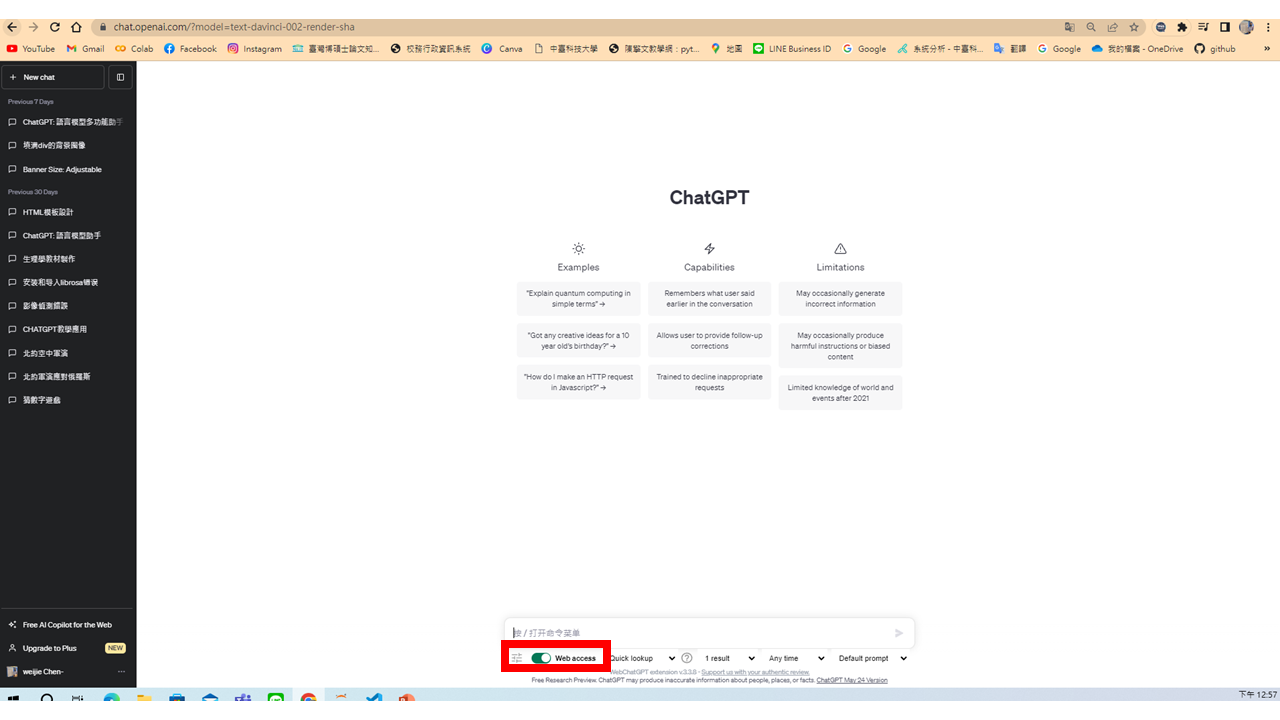 chat.openai.com/?model=text-davinci-002-render-sha
YouTube Gmail Colab Facebook Instagram 臺灣博碩士論文知... 校務行政資訊系統 Canva 中臺科技大學 陳擎文教學網：pyt... 地圖 LINE Business ID Google 系統分析 - 中臺科... 翻譯 Google 我的檔案 - OneDrive github »
+ New chat
Previous 7 Days
ChatGPT: 語言模型多功能助手
填滿div的背景圖像
Banner Size: Adjustable
Previous 30 Days
HTML模板設計
ChatGPT: 語言模型助手
生理學教材製作
安装和导入librosa错误
影像偵測錯誤
CHATGPT教學應用
北約空中軍演
北約軍演應對俄羅斯
猜數字遊戲
Free AI Copilot for the Web
Upgrade to Plus NEW
weijie Chen-
ChatGPT
Examples
"Explain quantum computing in
simple terms" →
"Got any creative ideas for a 10
year old's birthday?" →
"How do I make an HTTP request
in Javascript?" →
Capabilities
Remembers what user said
earlier in the conversation
Allows user to provide follow-up
corrections
Trained to decline inappropriate
requests
Limitations
May occasionally generate
incorrect information
May occasionally produce
harmful instructions or biased
content
Limited knowledge of world and
events after 2021
按 / 打开命令菜单
Web access Quick lookup 1 result Any time Default prompt
WebChatGPT extension v.3.3.8 · Support us with your authentic review
Free Research Preview. ChatGPT may produce inaccurate information about people, places, or facts. ChatGPT May 24 Version
下午 12:57